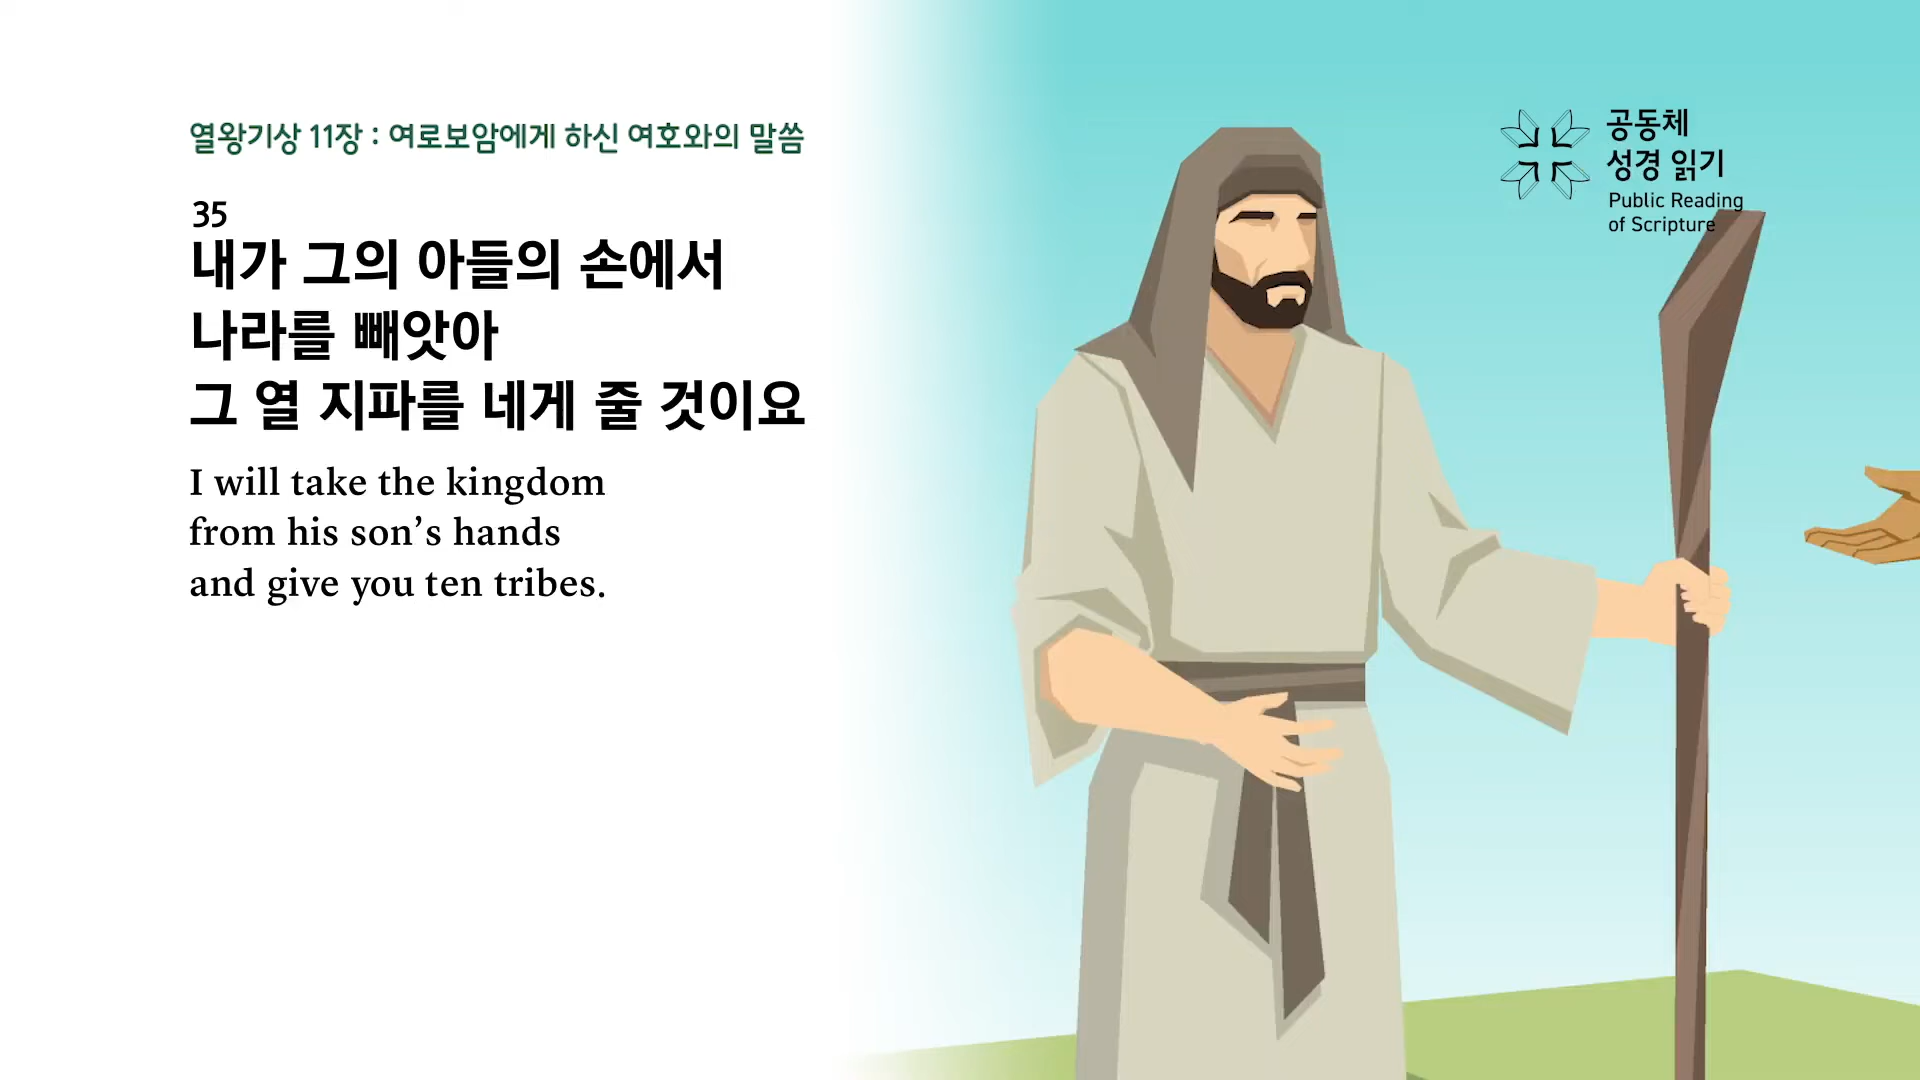 열왕기상 11장 : 여로보암에게 하신 여호와의 말씀
35
내가 그의 아들의 손에서
나라를 빼앗아
그 열 지파를 네게 줄 것이요
I will take the kingdom
from his son’s hands
and give you ten tribes.
공동체
성경 읽기
Public Reading
of Scripture